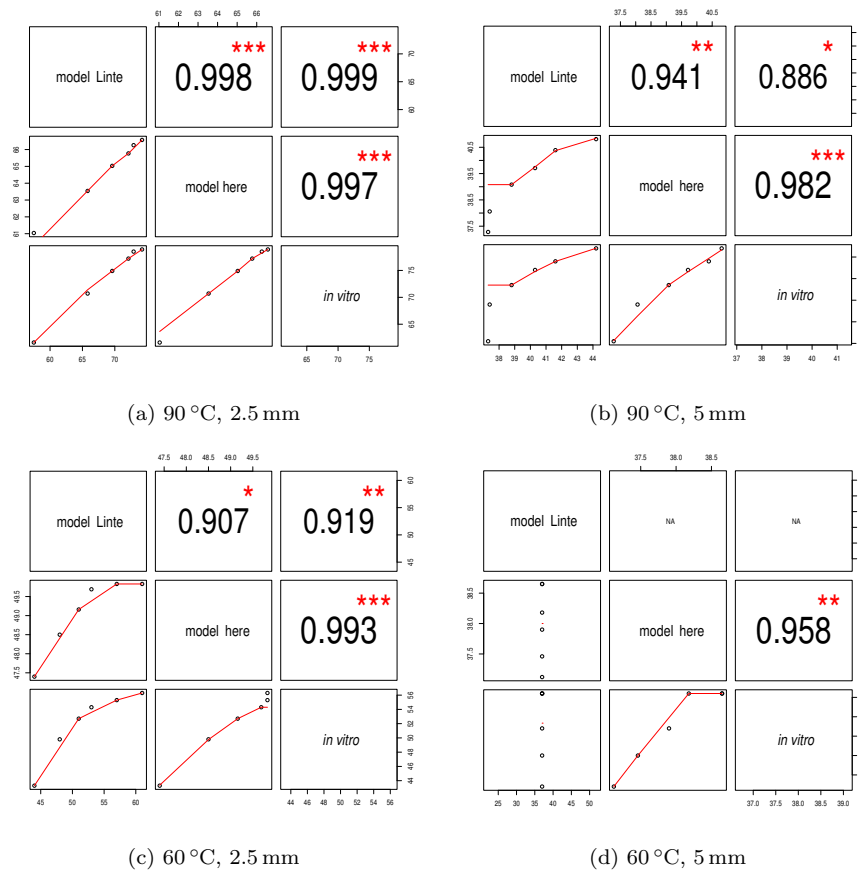 61 62 63 64 65 66
37.5 38.5 39.5 40.5
model Linte
***
0.998
***
0.999
60 65 70
model Linte
**
0.941
*
0.886
61 62 63 64 65 66
model here
***
0.997
37.5 38.5 39.5 40.5
model here
***
0.982
in vitro
65 70 75
in vitro
60 70
65 70 75
38 39 40 41 42 43 44
37 38 39 40 41
(a) 90 °C, 2.5 mm
(b) 90 °C, 5 mm
47.5 48.0 48.5 49.0 49.5
37.5 38.0 38.5
model Linte
*
0.907
**
0.919
45 50 55 60
model Linte
NA
NA
47.5 48.0 48.5 49.0 49.5
model here
***
0.993
37.5 38.0 38.5
model here
**
0.958
in vitro
44 46 48 50 52 54 56
in vitro
45 50 55 60
44 46 48 50 52 54 56
25 30 35 40 45 50
37.0 37.5 38.0 38.5 39.0
(c) 60 °C, 2.5 mm
(d) 60 °C, 5 mm